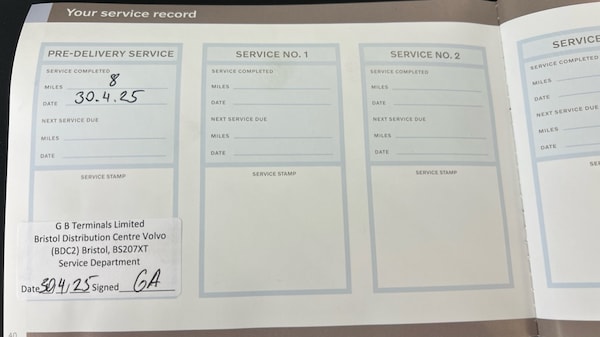 Your service record
PRE-DELIVERY SERVICE
SERVICE COMPLETED
MILES 8
DATE 30.4.25
NEXT SERVICE DUE
MILES
DATE
SERVICE STAMP
G B Terminals Limited
Bristol Distribution Centre Volvo
(BDC2) Bristol, BS207XT
Service Department
Date 30/4/25 Signed GA
SERVICE NO. 1
SERVICE COMPLETED
MILES
DATE
NEXT SERVICE DUE
MILES
DATE
SERVICE STAMP
SERVICE NO. 2
SERVICE COMPLETED
MILES
DATE
NEXT SERVICE DUE
MILES
DATE
SERVICE STAMP
SERVICE
SERVICE COMPLETED
MILES
DATE
NEXT SERVICE DUE
MILES
DATE
SER
40